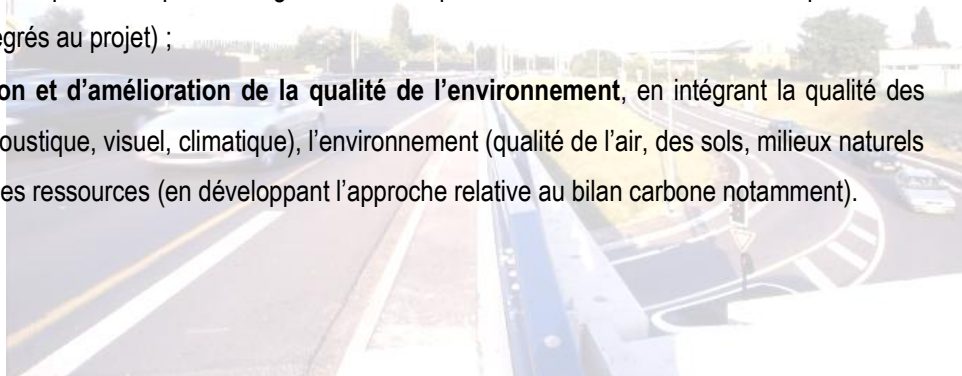 egrés au projet) ;
on et d’amélioration de la qualité de l’environnement, en intégrant la qualité des
oustique, visuel, climatique), l’environnement (qualité de l’air, des sols, milieux naturels
es ressources (en développant l’approche relative au bilan carbone notamment).